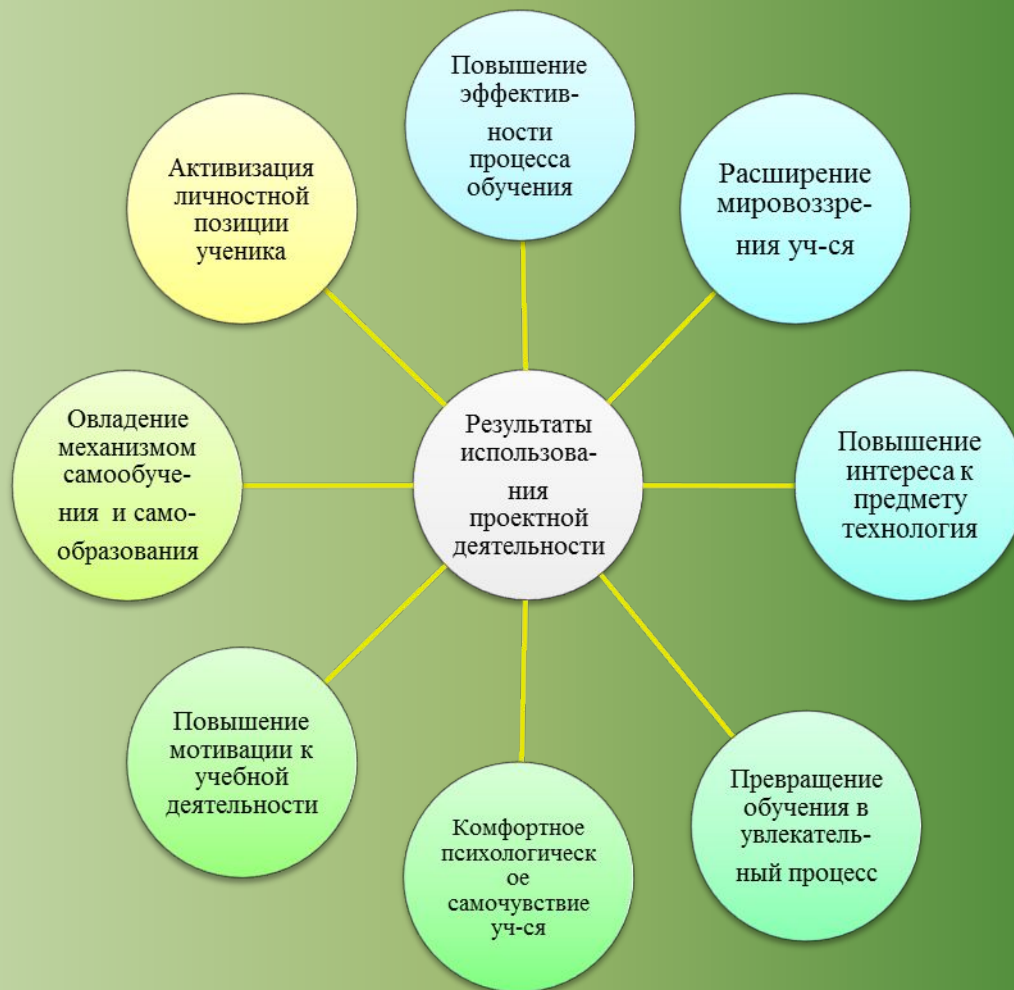 Повышение
эффектив-
ности
процесса
обучения
Расширение
мировоззре-
ния уч-ся
Повышение
интереса к
предмету
технология
Превращение
обучения в
увлекатель-
ный процесс
Комфортное
психологическ
ое
самочувствие
уч-ся
Повышение
мотивации к
учебной
деятельности
Овладение
механизмом
самообуче-
ния и само-
образования
Активизация
личностной
позиции
ученика
Результаты
использова-
ния
проектной
деятельности